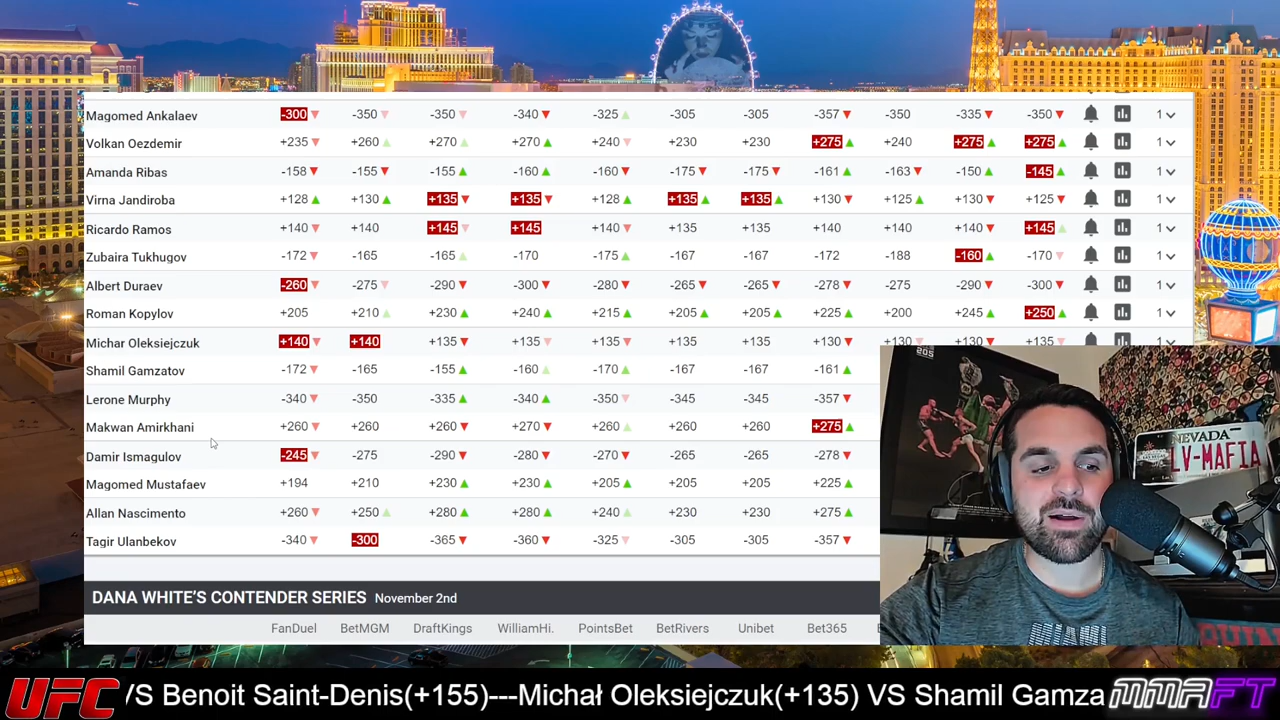 Magomed Ankalaev -300 -350 -350 -340 -325 -305 -305 -357 -350 -335 -350 1
Volkan Oezdemir +235 +260 +270 +270 +240 +230 +230 +275 +240 +275 +275 1
Amanda Ribas -158 -155 -155 -160 -160 -175 -175 -161 -163 -150 -145 1
Virna Jandiroba +128 +130 +135 +135 +128 +135 +135 +130 +125 +130 +125 1
Ricardo Ramos +140 +140 +145 +145 +140 +135 +135 +140 +140 +140 +145 1
Zubaira Tukhugov -172 -165 -165 -170 -175 -167 -167 -172 -188 -160 -170 1
Albert Duraev -260 -275 -290 -300 -280 -265 -265 -278 -275 -290 -300 1
Roman Kopylov +205 +210 +230 +240 +215 +205 +205 +225 +200 +245 +250 1
Michar Oleksiejczuk +140 +140 +135 +135 +135 +135 +135 +130 +130 +130 +135 1
Shamil Gamzatov -172 -165 -155 -160 -170 -167 -167 -161
Lerone Murphy -340 -350 -335 -340 -350 -345 -345 -357
Makwan Amirkhani +260 +260 +260 +270 +260 +260 +260 +275
Damir Ismagulov -245 -275 -290 -280 -270 -265 -265 -278
Magomed Mustafaev +194 +210 +230 +230 +205 +205 +205 +225
Allan Nascimento +260 +250 +280 +280 +240 +230 +230 +275
Tagir Ulanbekov -340 -300 -365 -360 -325 -305 -305 -357
DANA WHITE'S CONTENDER SERIES November 2nd
FanDuel BetMGM DraftKings WilliamHi. PointsBet BetRivers Unibet Bet365
205
NEVADA
LV-MAFIA
MIAMI
UFC VS Benoit Saint-Denis(+155)---Michał Oleksiejczuk(+135) VS Shamil Gamza MMAFT